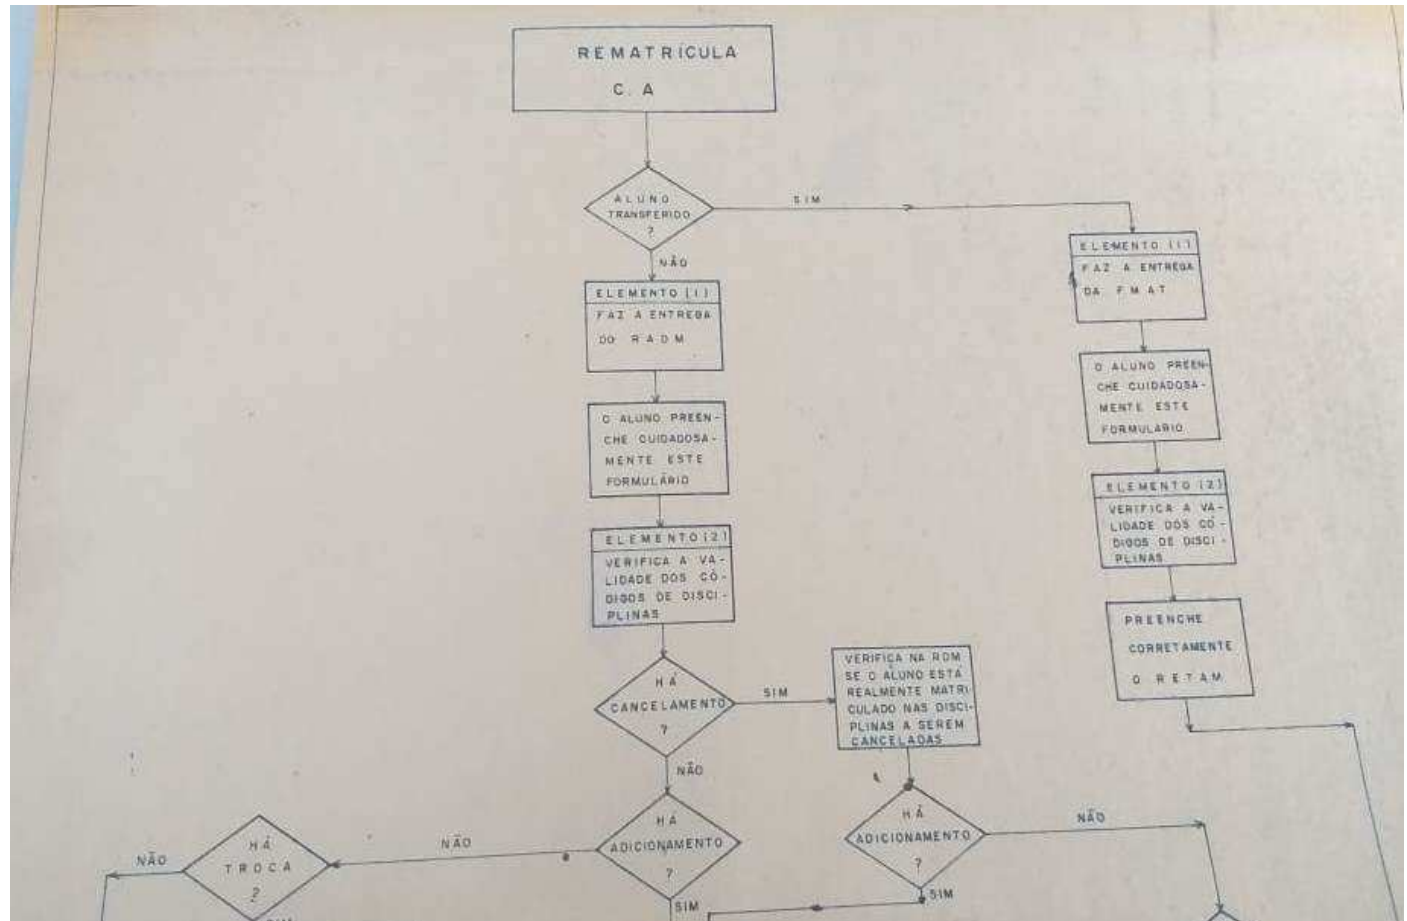 REMATRÍCULA
C. A
ALUNO
TRANSFERIDO
?
SIM
NÃO
ELEMENTO (1)
FAZ A ENTREGA
DO RADM
O ALUNO PREEN-
CHE CUIDADOSA-
MENTE ESTE
FORMULÁRIO
ELEMENTO (2)
VERIFICA A VA-
LIDADE DOS CÓ-
DIGOS DE DISCI-
PLINAS
HÁ
CANCELAMENTO
?
SIM
NÃO
VERIFICA NA RDM
SE O ALUNO ESTÁ
REALMENTE MATRI-
CULADO NAS DISCI-
PLINAS A SEREM
CANCELADAS
HÁ
ADICIONAMENTO
?
NÃO
SIM
HÁ
ADICIONAMENTO
?
NÃO
SIM
HÁ
TROCA
?
NÃO
SIM
ELEMENTO (1)
FAZ A ENTREGA
DA FMAT
O ALUNO PREEN-
CHE CUIDADOSA-
MENTE ESTE
FORMULÁRIO
ELEMENTO (2)
VERIFICA A VA-
LIDADE DOS CÓ-
DIGOS DE DISCI-
PLINAS
PREENCHE
CORRETAMENTE
O RETAM